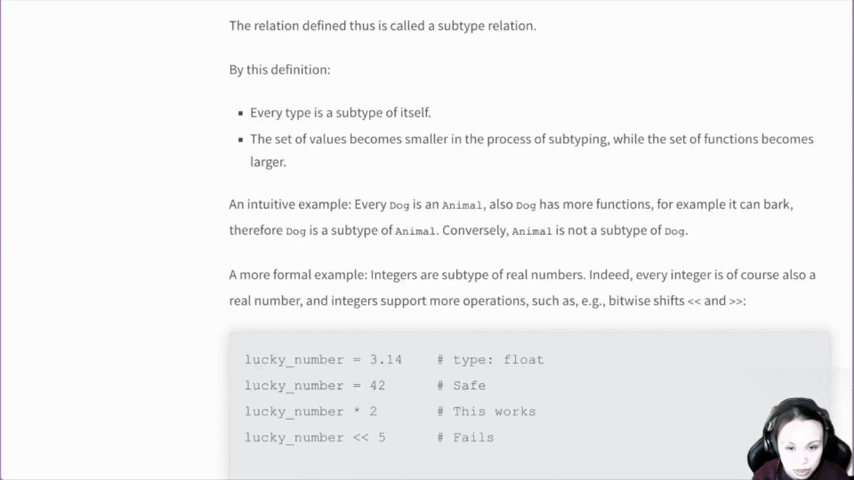 The relation defined thus is called a subtype relation.
By this definition:
▪ Every type is a subtype of itself.
▪ The set of values becomes smaller in the process of subtyping, while the set of functions becomes
larger.
An intuitive example: Every Dog is an Animal, also Dog has more functions, for example it can bark,
therefore Dog is a subtype of Animal. Conversely, Animal is not a subtype of Dog.
A more formal example: Integers are subtype of real numbers. Indeed, every integer is of course also a
real number, and integers support more operations, such as, e.g., bitwise shifts << and >>:
lucky_number = 3.14 # type: float
lucky_number = 42 # Safe
lucky_number * 2 # This works
lucky_number << 5 # Fails